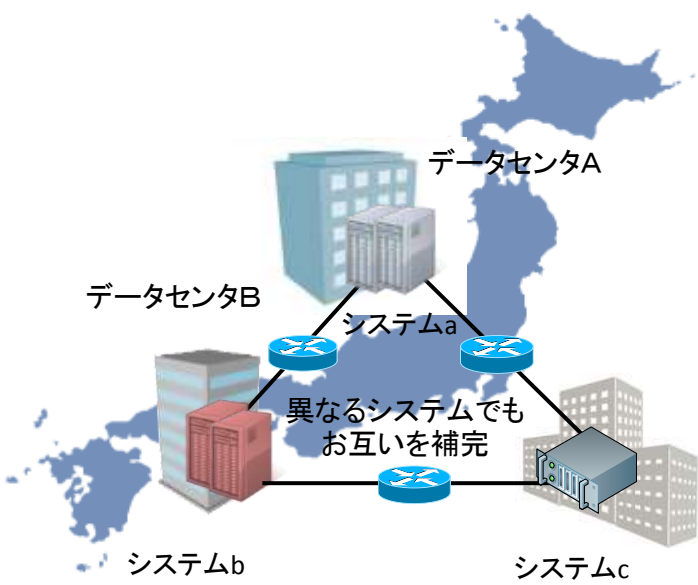 データセンタA
データセンタB
システムa
異なるシステムでも
お互いを補完
システムb
システムc